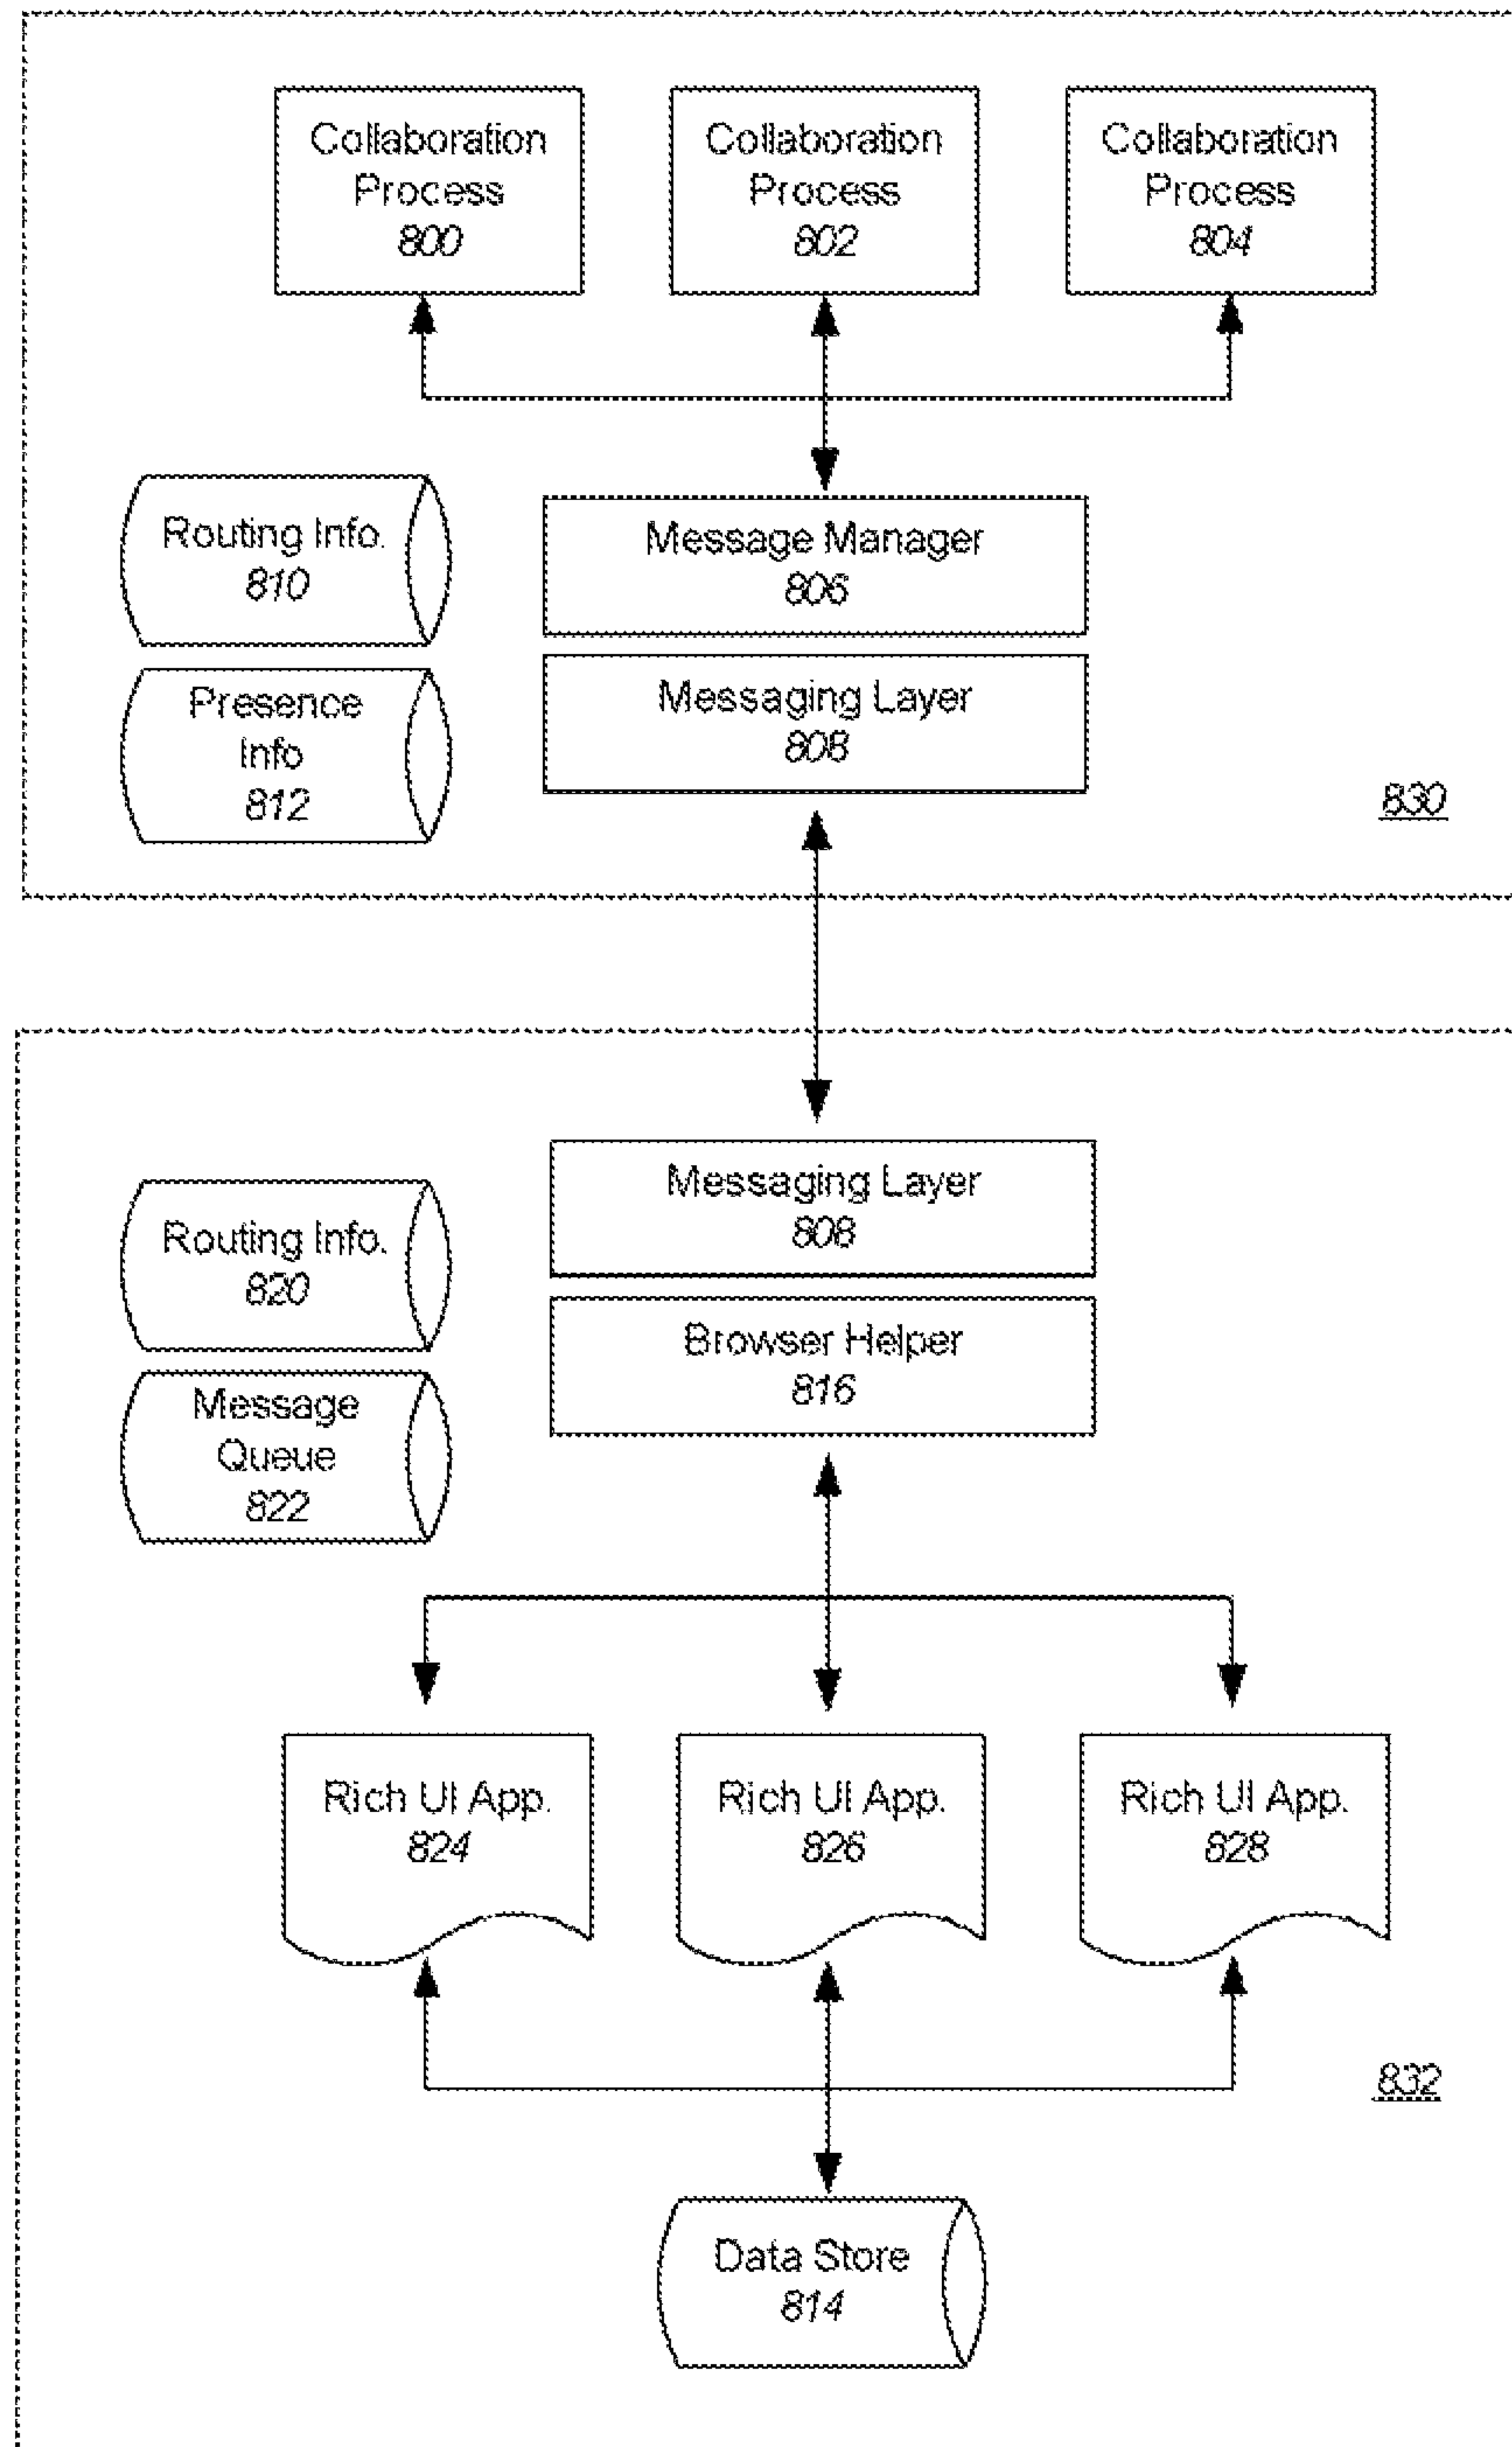 Collaboration Process 800
Collaboration Process 802
Collaboration Process 804
Routing Info. 810
Message Manager 806
Presence Info 812
Messaging Layer 808
830
Messaging Layer 808
Routing Info. 820
Browser Helper 816
Message Queue 822
Rich UI App. 824
Rich UI App. 826
Rich UI App. 828
832
Data Store 814